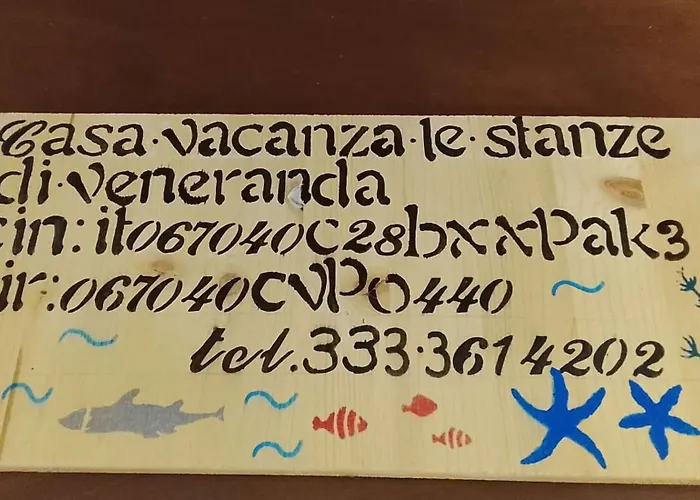 Casa·vacanza·le·stanze
di·veneranda
cin: it067040C28bxxPak3
ir:067040CVP0440
tel.333·3614202